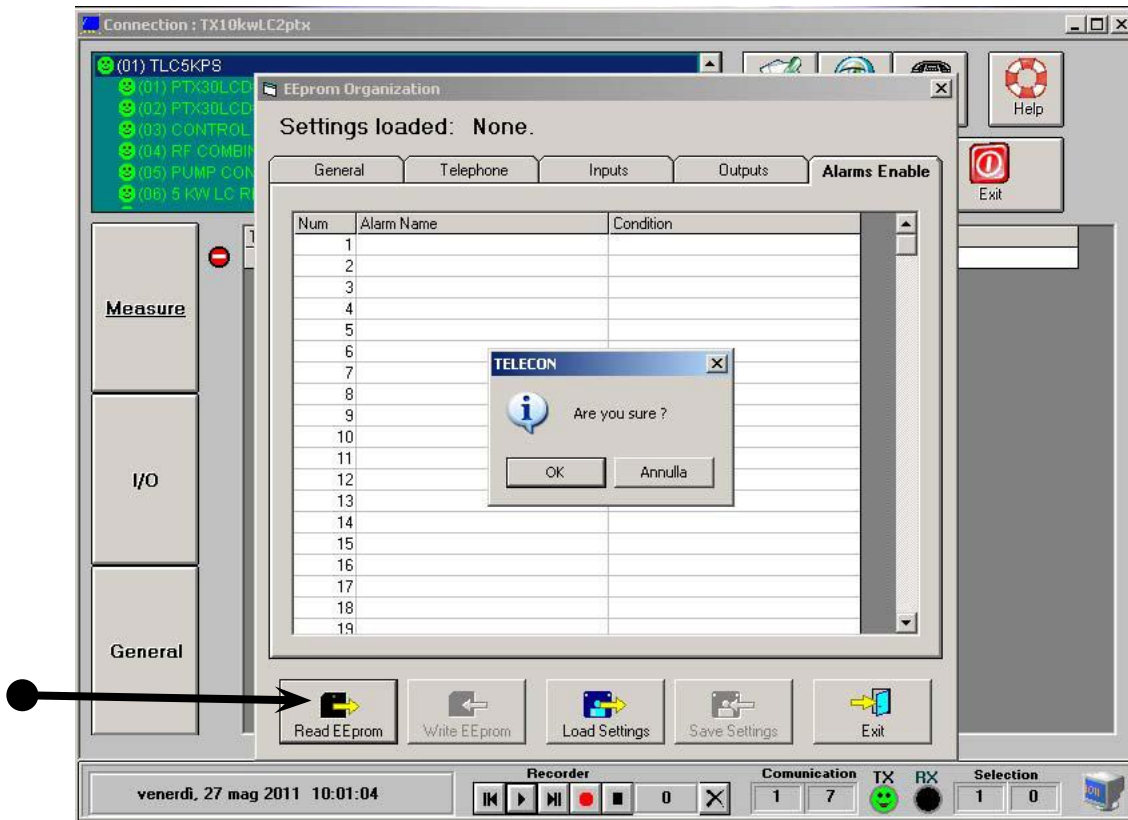 Connection : TX10kwLC2ptx
(01) TLC5KPS
(01) PTX30LCD
(02) PTX30LCD
(03) CONTROL
(04) RF COMBIN
(05) PUMP CON
(06) 5 KW LC R
Help
Exit
EEprom Organization
Settings loaded: None.
General Telephone Inputs Outputs Alarms Enable
Num Alarm Name Condition
1
2
3
4
5
6
7
8
9
10
11
12
13
14
15
16
17
18
19
TELECON
Are you sure ?
OK Annulla
Measure
I/O
General
Read EEprom Write EEprom Load Settings Save Settings Exit
venerdì, 27 mag 2011 10:01:04
Recorder
0
Comunication
1 7
TX RX
Selection
1 0